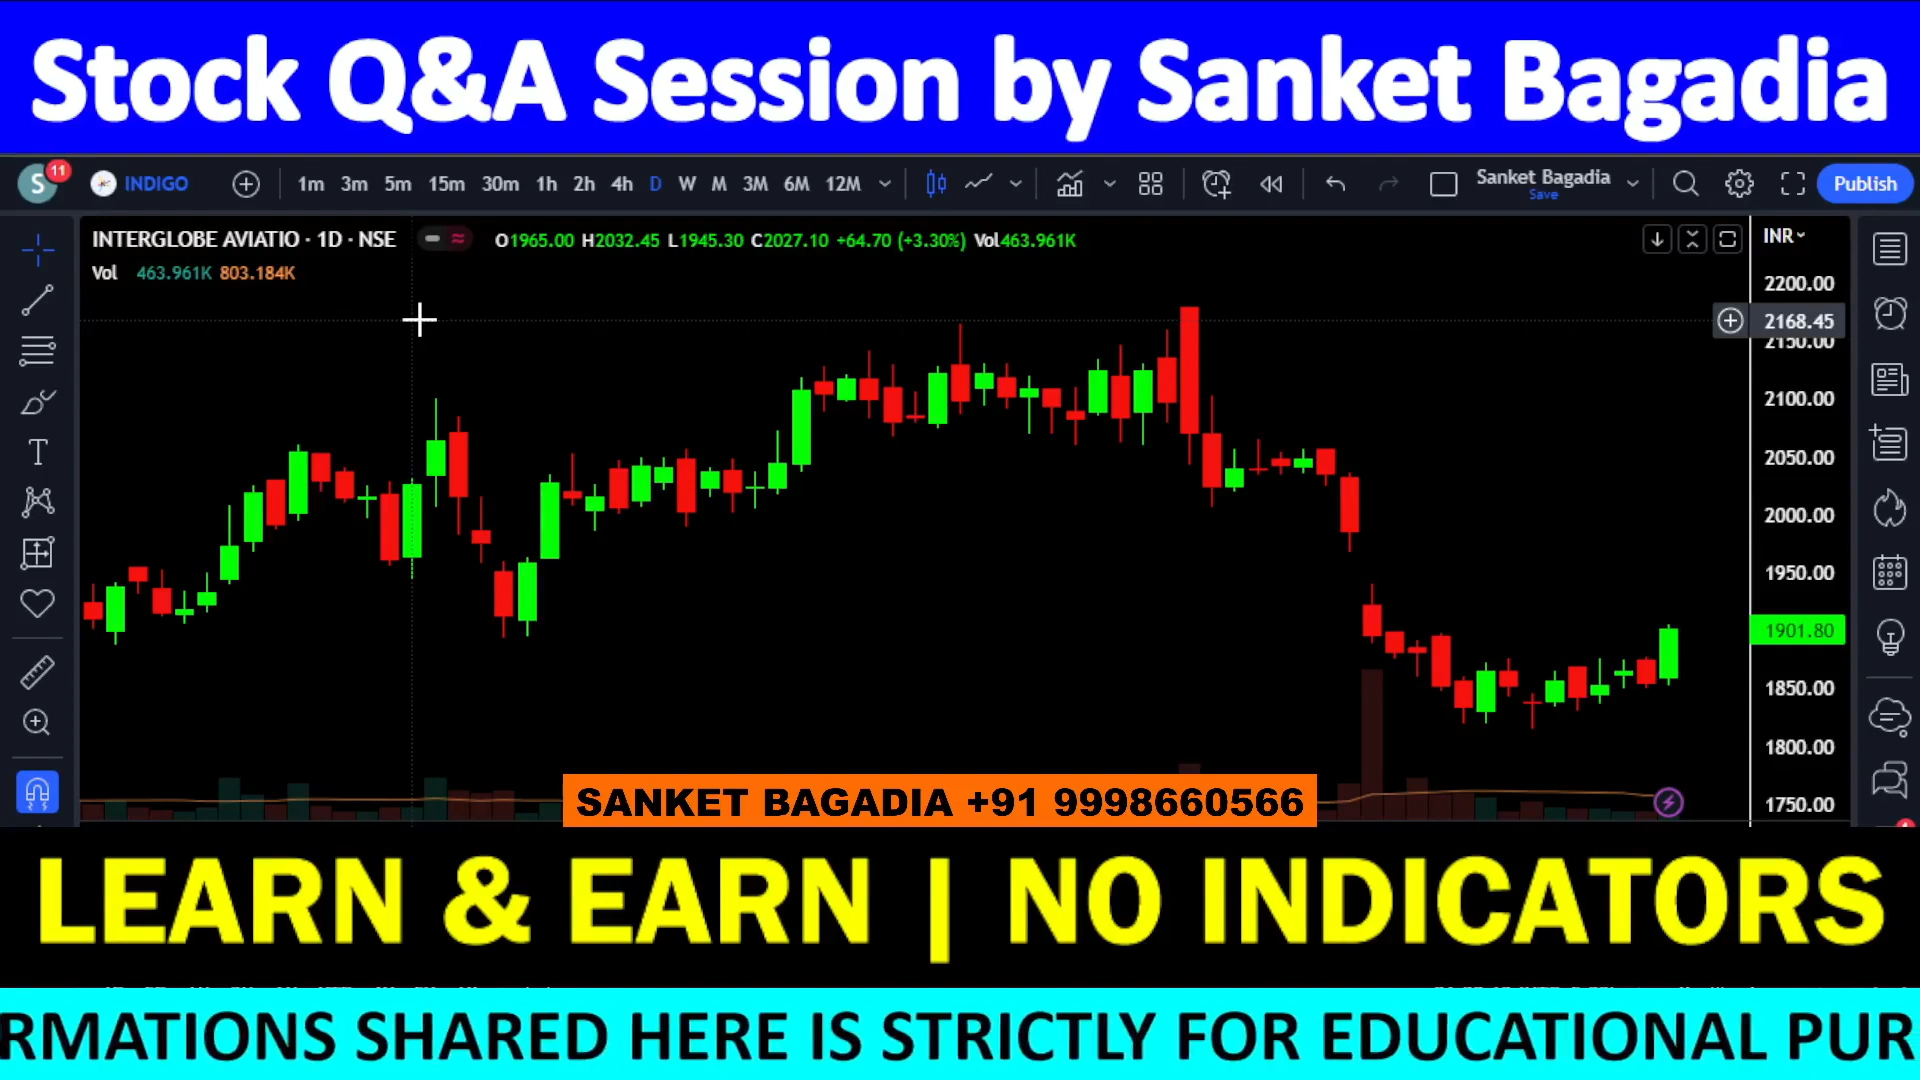 Stock Q&A Session by Sanket Bagadia
S 11 INDIGO 1m 3m 5m 15m 30m 1h 2h 4h D W M 3M 6M 12M Sanket Bagadia Save Publish
INTERGLOBE AVIATIO · 1D · NSE O1965.00 H2032.45 L1945.30 C2027.10 +64.70 (+3.30%) Vol463.961K INR
Vol 463.961K 803.184K
2200.00
2168.45
2150.00
2100.00
2050.00
2000.00
1950.00
1901.80
1850.00
1800.00
1750.00
SANKET BAGADIA +91 9998660566
LEARN & EARN | NO INDICATORS
RMATIONS SHARED HERE IS STRICTLY FOR EDUCATIONAL PUR